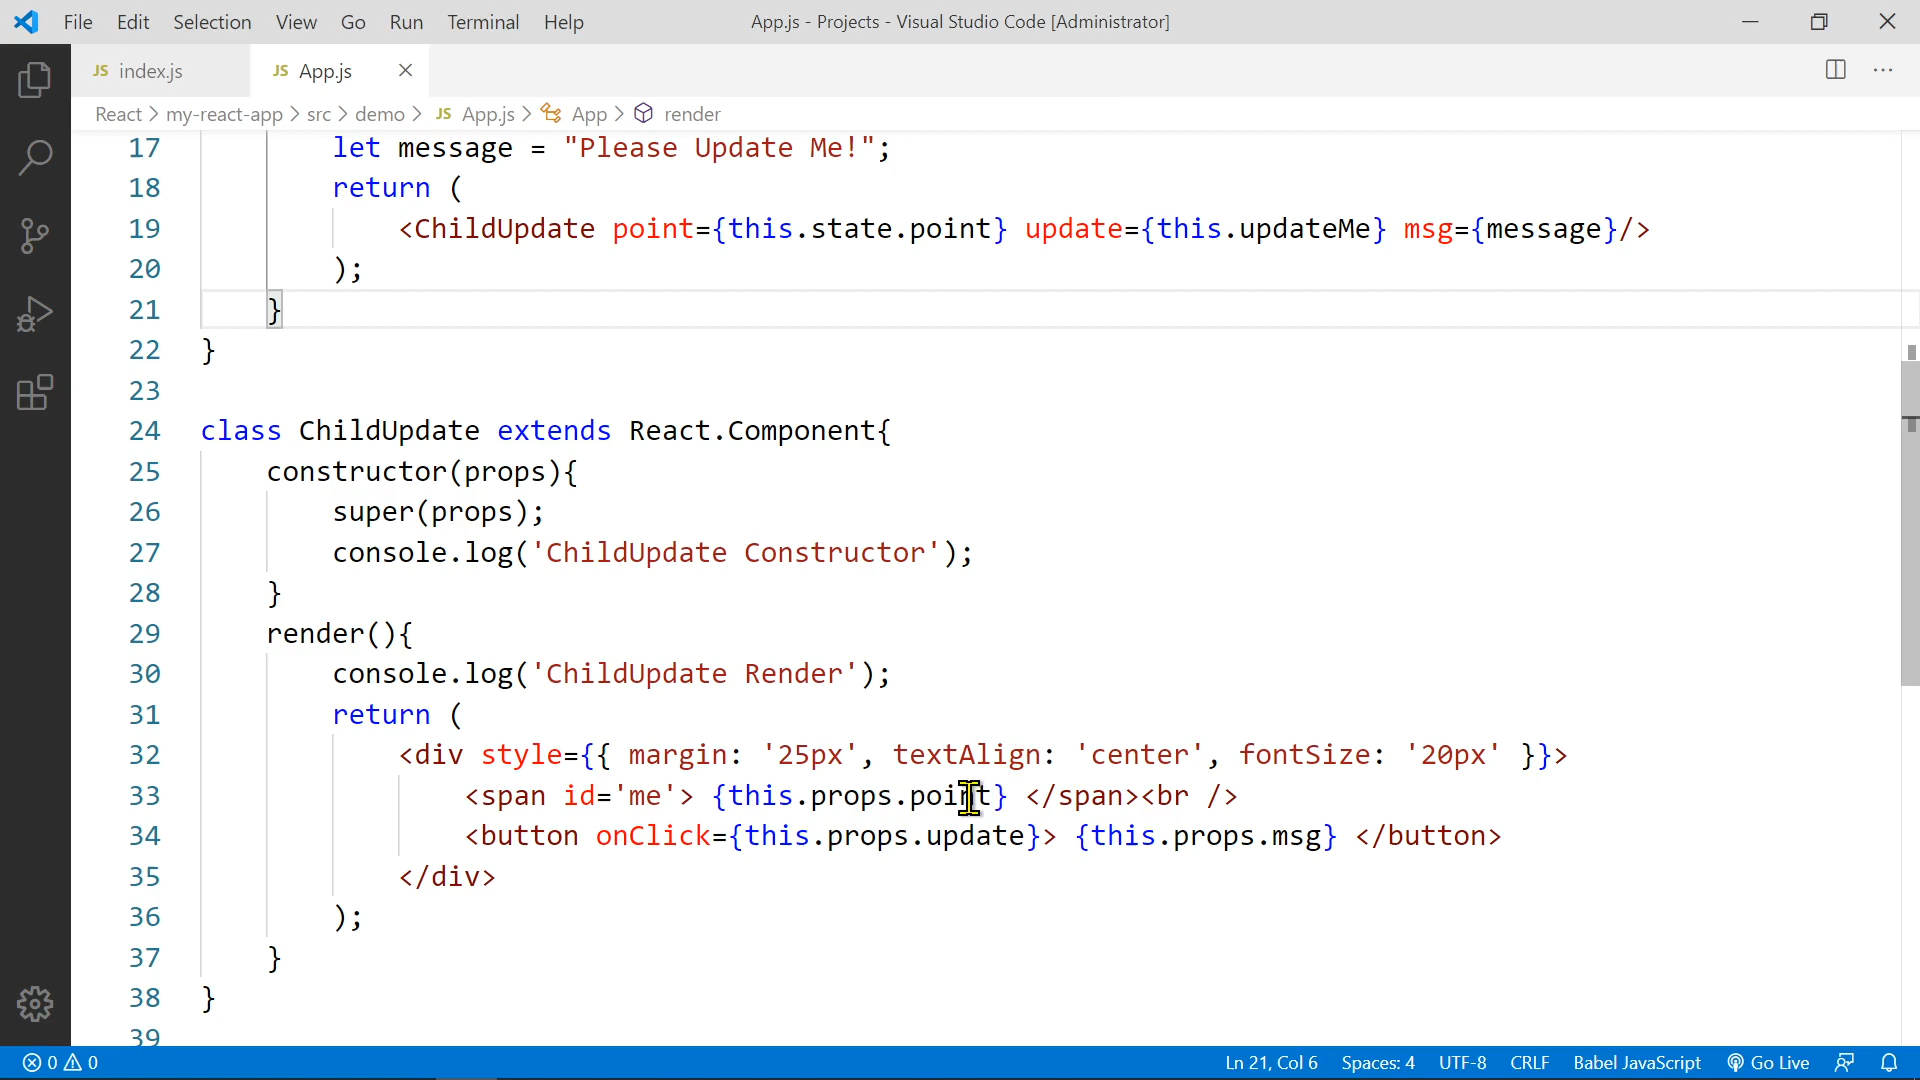 File Edit Selection View Go Run Terminal Help App.js - Projects - Visual Studio Code [Administrator]
JS index.js JS App.js
React > my-react-app > src > demo > JS App.js > App > render
17 let message = "Please Update Me!";
18 return (
19 <ChildUpdate point={this.state.point} update={this.updateMe} msg={message}/>
20 );
21 }
22 }
23
24 class ChildUpdate extends React.Component{
25 constructor(props){
26 super(props);
27 console.log('ChildUpdate Constructor');
28 }
29 render(){
30 console.log('ChildUpdate Render');
31 return (
32 <div style={{ margin: '25px', textAlign: 'center', fontSize: '20px' }}>
33 <span id='me'> {this.props.point} </span><br />
34 <button onClick={this.props.update}> {this.props.msg} </button>
35 </div>
36 );
37 }
38 }
39
0 0 Ln 21, Col 6 Spaces: 4 UTF-8 CRLF Babel JavaScript Go Live